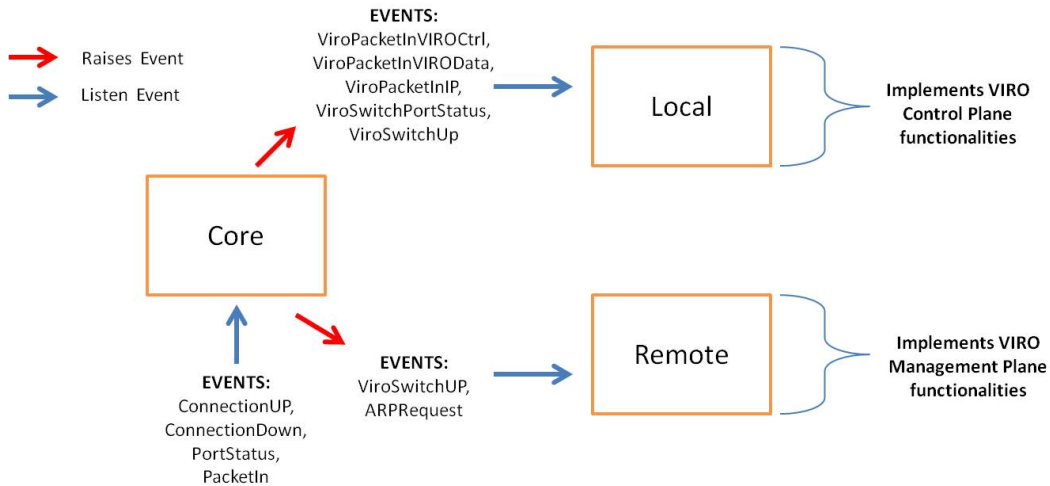 Raises Event
Listen Event
EVENTS:
ViroPacketInVIROCtrl,
ViroPacketInVIROData,
ViroPacketInIP,
ViroSwitchPortStatus,
ViroSwitchUp
Local
Implements VIRO
Control Plane
functionalities
Core
EVENTS:
ConnectionUP,
ConnectionDown,
PortStatus,
PacketIn
EVENTS:
ViroSwitchUP,
ARPRequest
Remote
Implements VIRO
Management Plane
functionalities